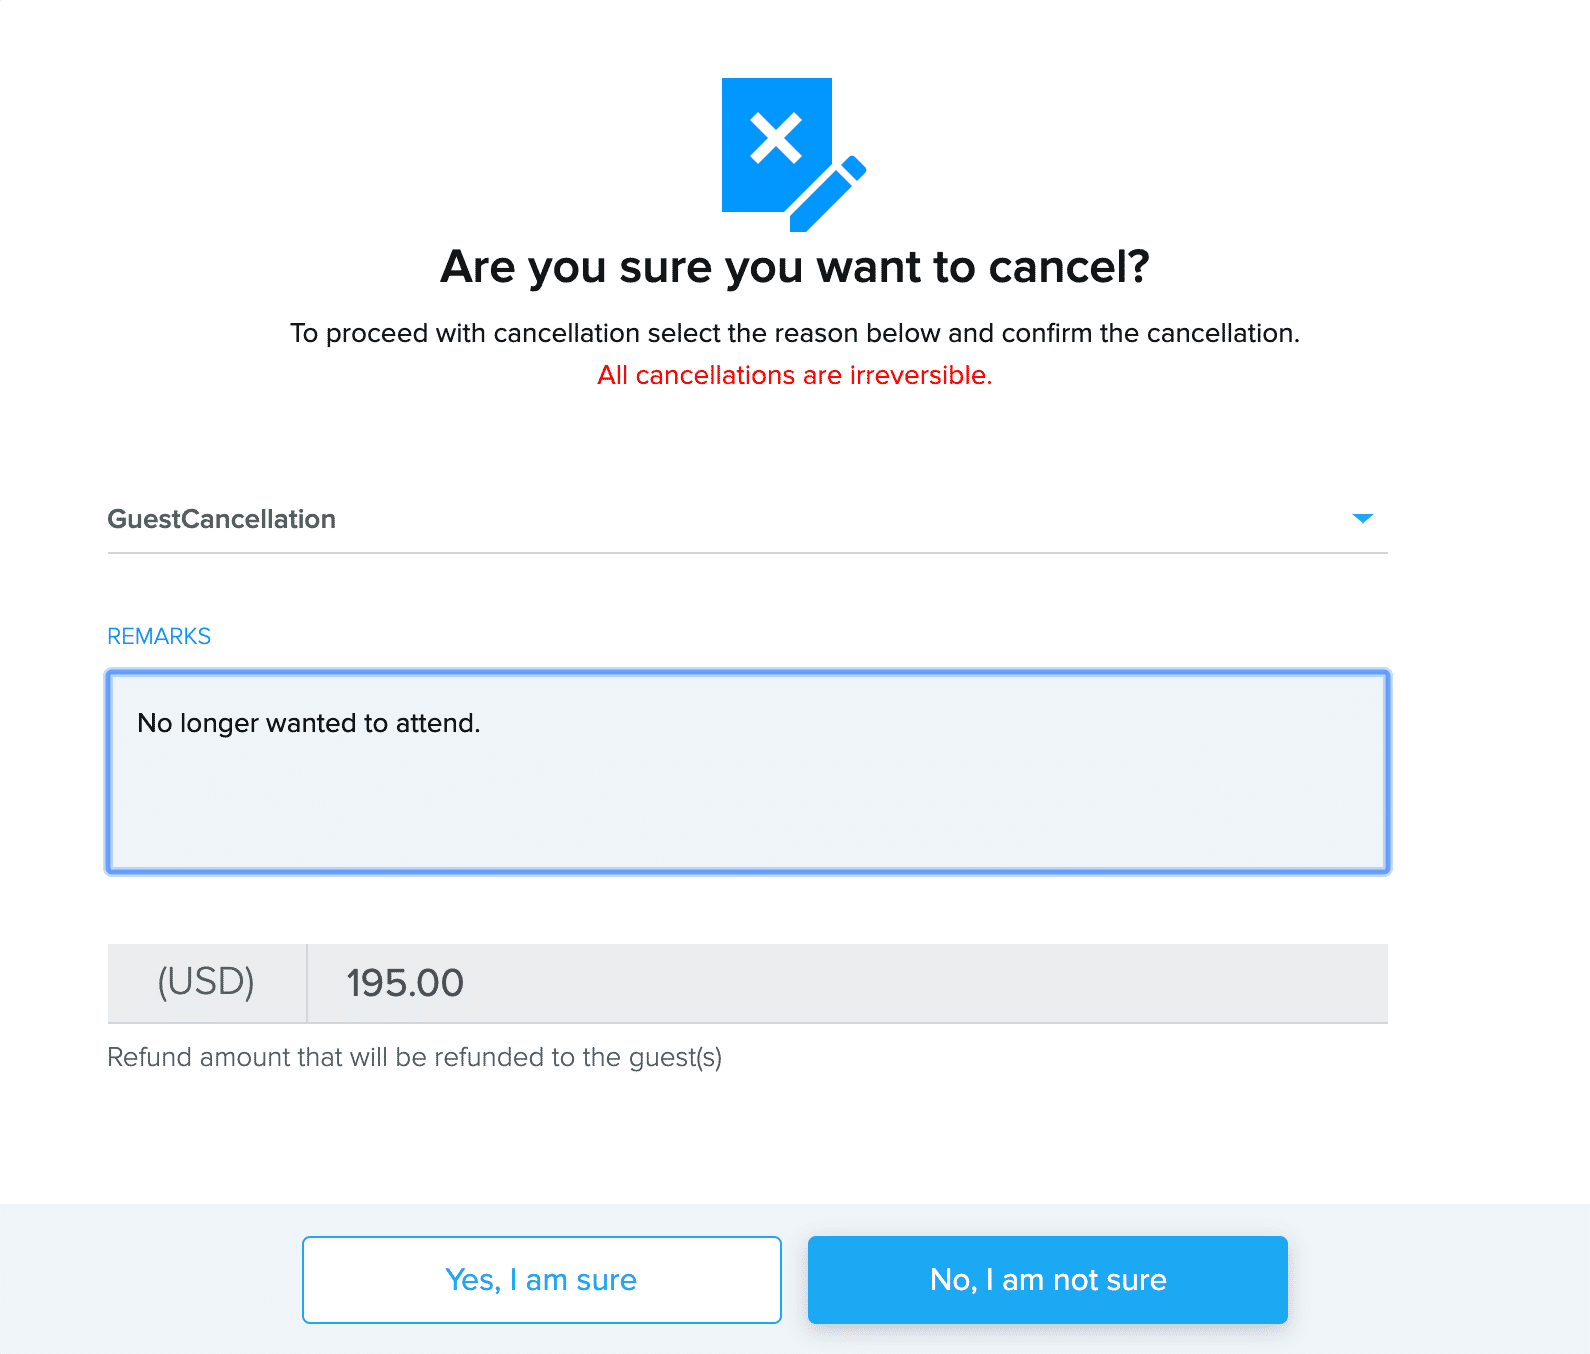 Are you sure you want to cancel?
To proceed with cancellation select the reason below and confirm the cancellation.
All cancellations are irreversible.
GuestCancellation
REMARKS
No longer wanted to attend.
(USD) 195.00
Refund amount that will be refunded to the guest(s)
Yes, I am sure
No, I am not sure